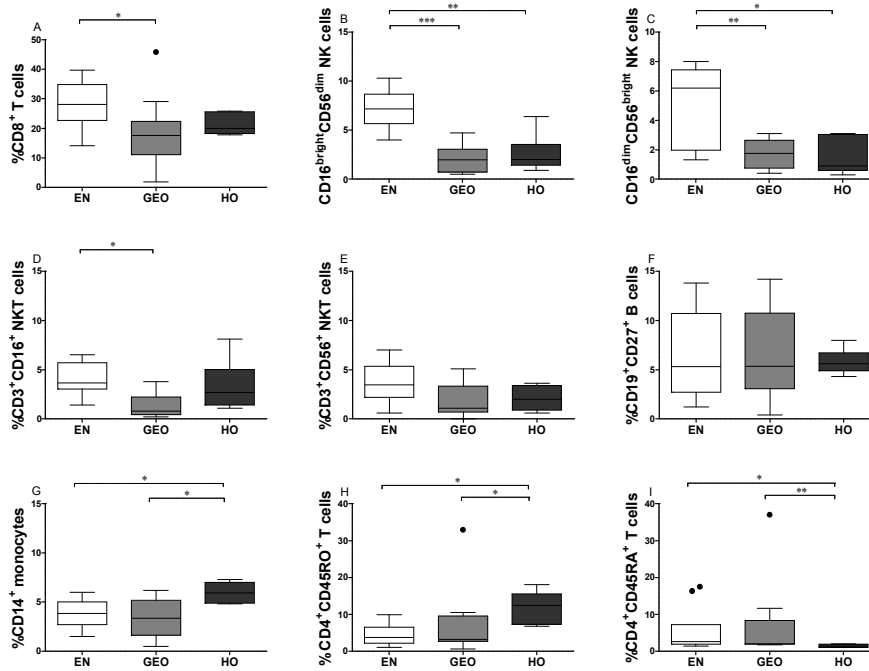 A
*
%CD8⁺ T cells
50
40
30
20
10
0
EN GEO HO
B
**
***
CD16ᵇʳⁱᵍʰᵗCD56ᵈⁱᵐ NK cells
15
10
5
0
EN GEO HO
C
*
**
CD16ᵈⁱᵐCD56ᵇʳⁱᵍʰᵗ NK cells
10
8
6
4
2
0
EN GEO HO
D
*
%CD3⁺CD16⁺ NKT cells
15
10
5
0
EN GEO HO
E
%CD3⁺CD56⁺ NKT cells
15
10
5
0
EN GEO HO
F
%CD19⁺CD27⁺ B cells
15
10
5
0
EN GEO HO
G
*
*
%CD14⁺ monocytes
15
10
5
0
EN GEO HO
H
*
*
%CD4⁺CD45RO⁺ T cells
40
30
20
10
0
EN GEO HO
I
*
**
%CD4⁺CD45RA⁺ T cells
40
30
20
10
0
EN GEO HO